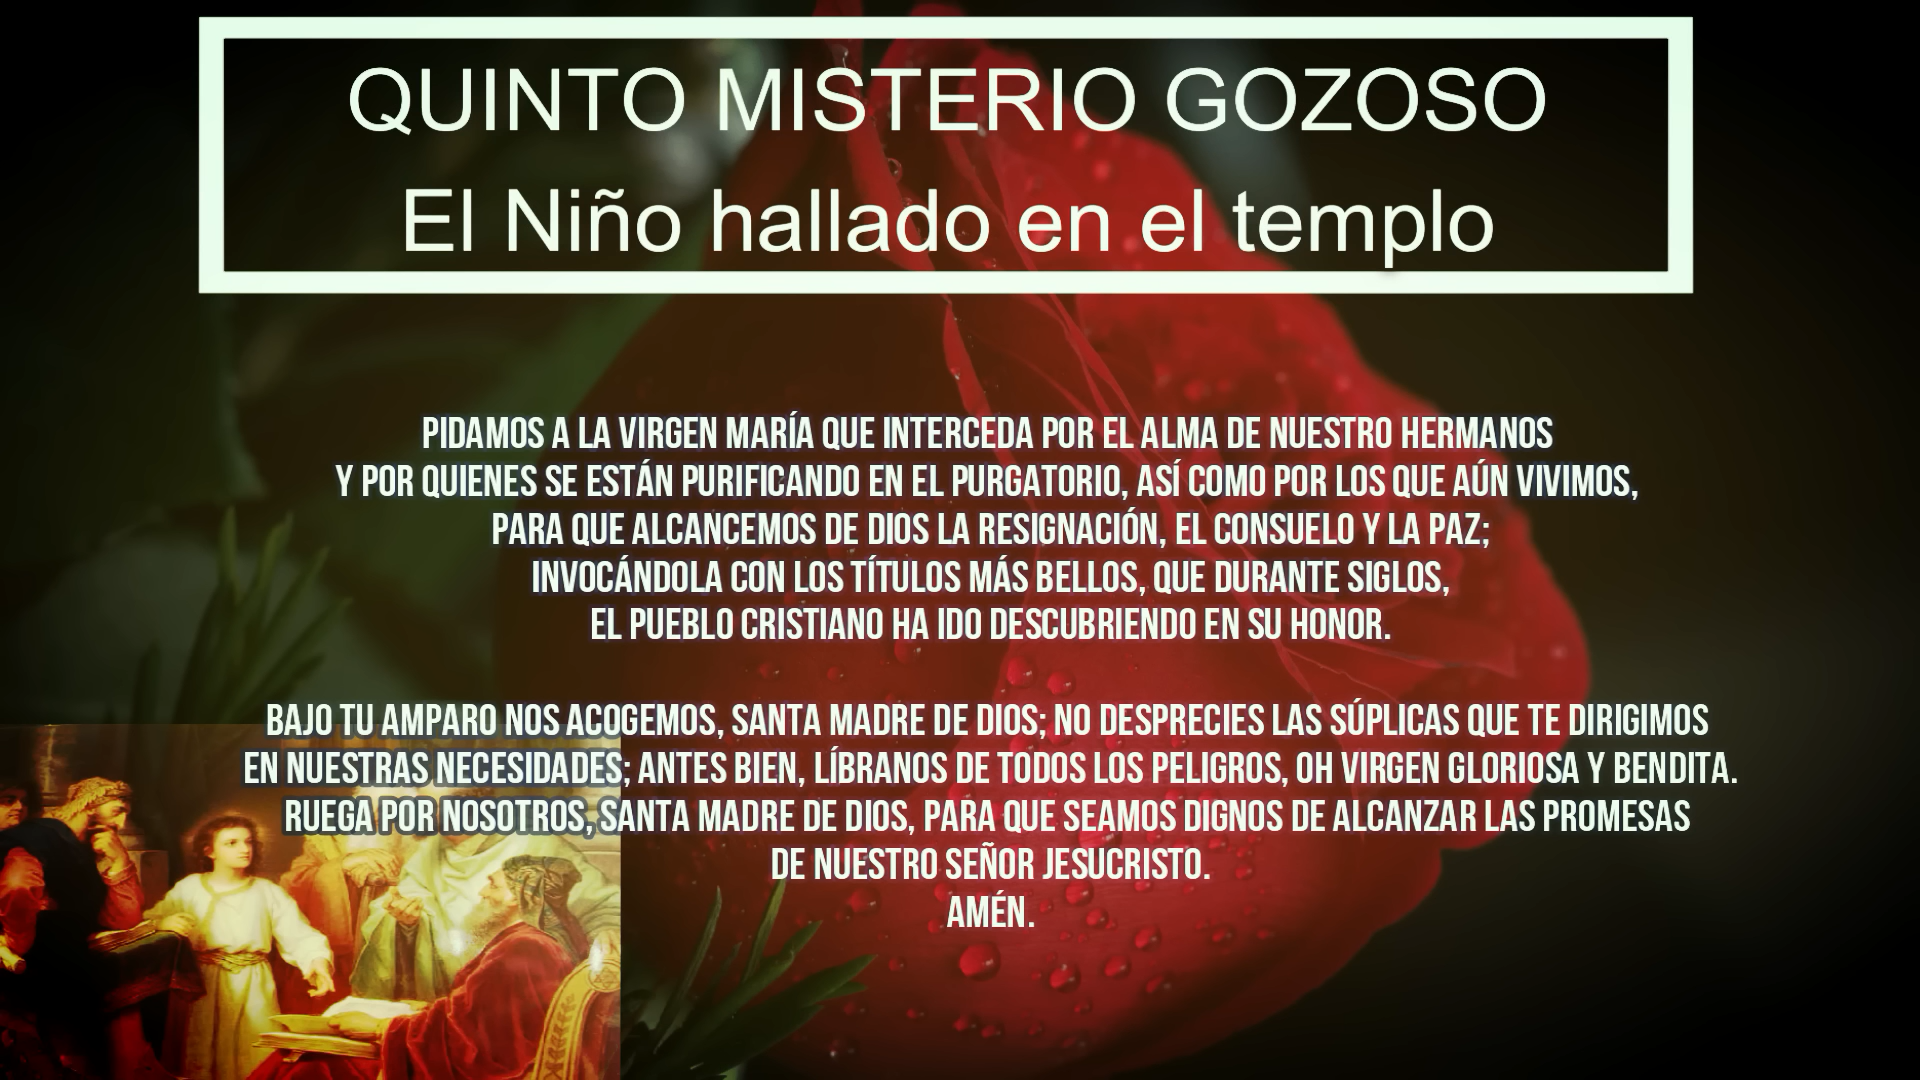 QUINTO MISTERIO GOZOSO
El Niño hallado en el templo
PIDAMOS A LA VIRGEN MARÍA QUE INTERCEDA POR EL ALMA DE NUESTRO HERMANOS
Y POR QUIENES SE ESTÁN PURIFICANDO EN EL PURGATORIO, ASÍ COMO POR LOS QUE AÚN VIVIMOS,
PARA QUE ALCANCEMOS DE DIOS LA RESIGNACIÓN, EL CONSUELO Y LA PAZ;
INVOCÁNDOLA CON LOS TÍTULOS MÁS BELLOS, QUE DURANTE SIGLOS,
EL PUEBLO CRISTIANO HA IDO DESCUBRIENDO EN SU HONOR.
BAJO TU AMPARO NOS ACOGEMOS, SANTA MADRE DE DIOS; NO DESPRECIES LAS SÚPLICAS QUE TE DIRIGIMOS
EN NUESTRAS NECESIDADES; ANTES BIEN, LÍBRANOS DE TODOS LOS PELIGROS, OH VIRGEN GLORIOSA Y BENDITA.
RUEGA POR NOSOTROS, SANTA MADRE DE DIOS, PARA QUE SEAMOS DIGNOS DE ALCANZAR LAS PROMESAS
DE NUESTRO SEÑOR JESUCRISTO.
AMÉN.